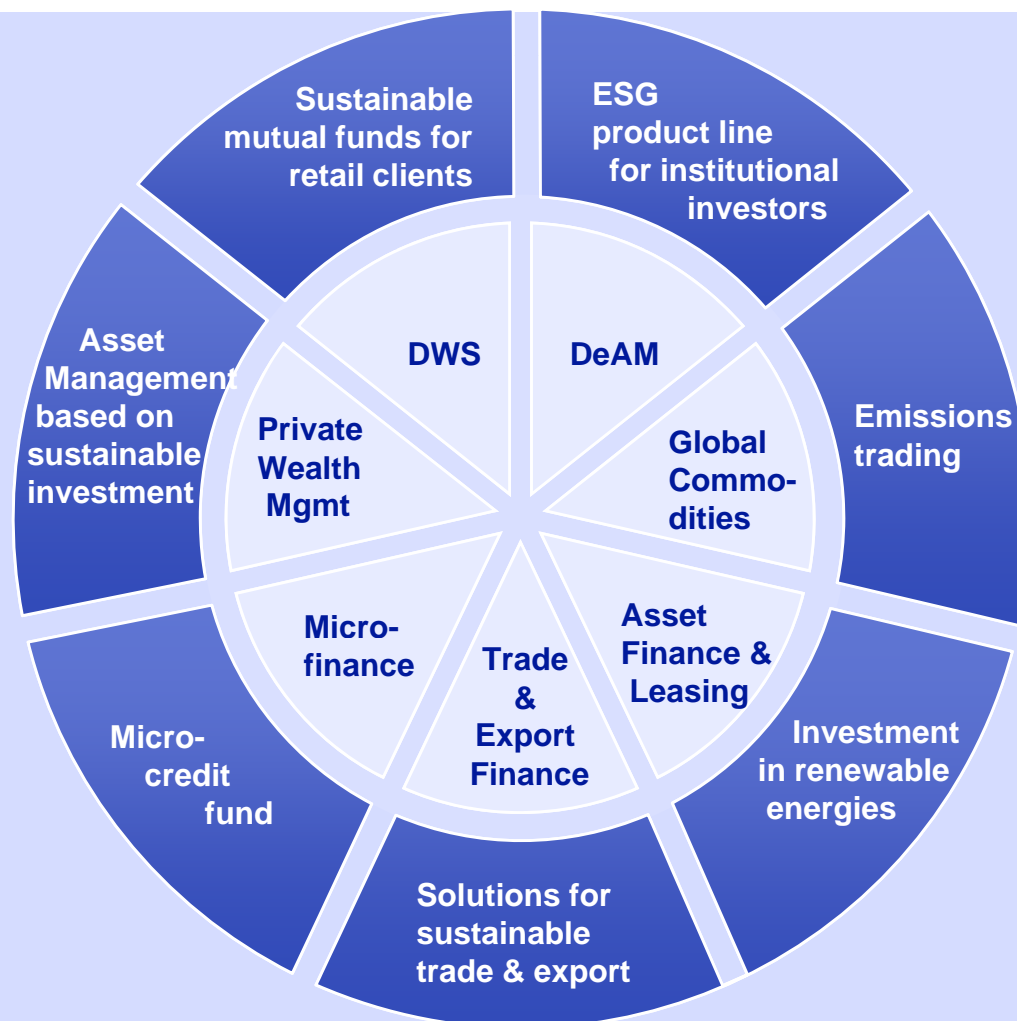 Sustainable
mutual funds for
retail clients
ESG
product line
for institutional
investors
Asset
Management
based on
sustainable
investment
DWS
DeAM
Private
Wealth
Mgmt
Global
Commo-
dities
Emissions
trading
Micro-
finance
Trade
&
Export
Finance
Asset
Finance &
Leasing
Micro-
credit
fund
Investment
in renewable
energies
Solutions for
sustainable
trade & export